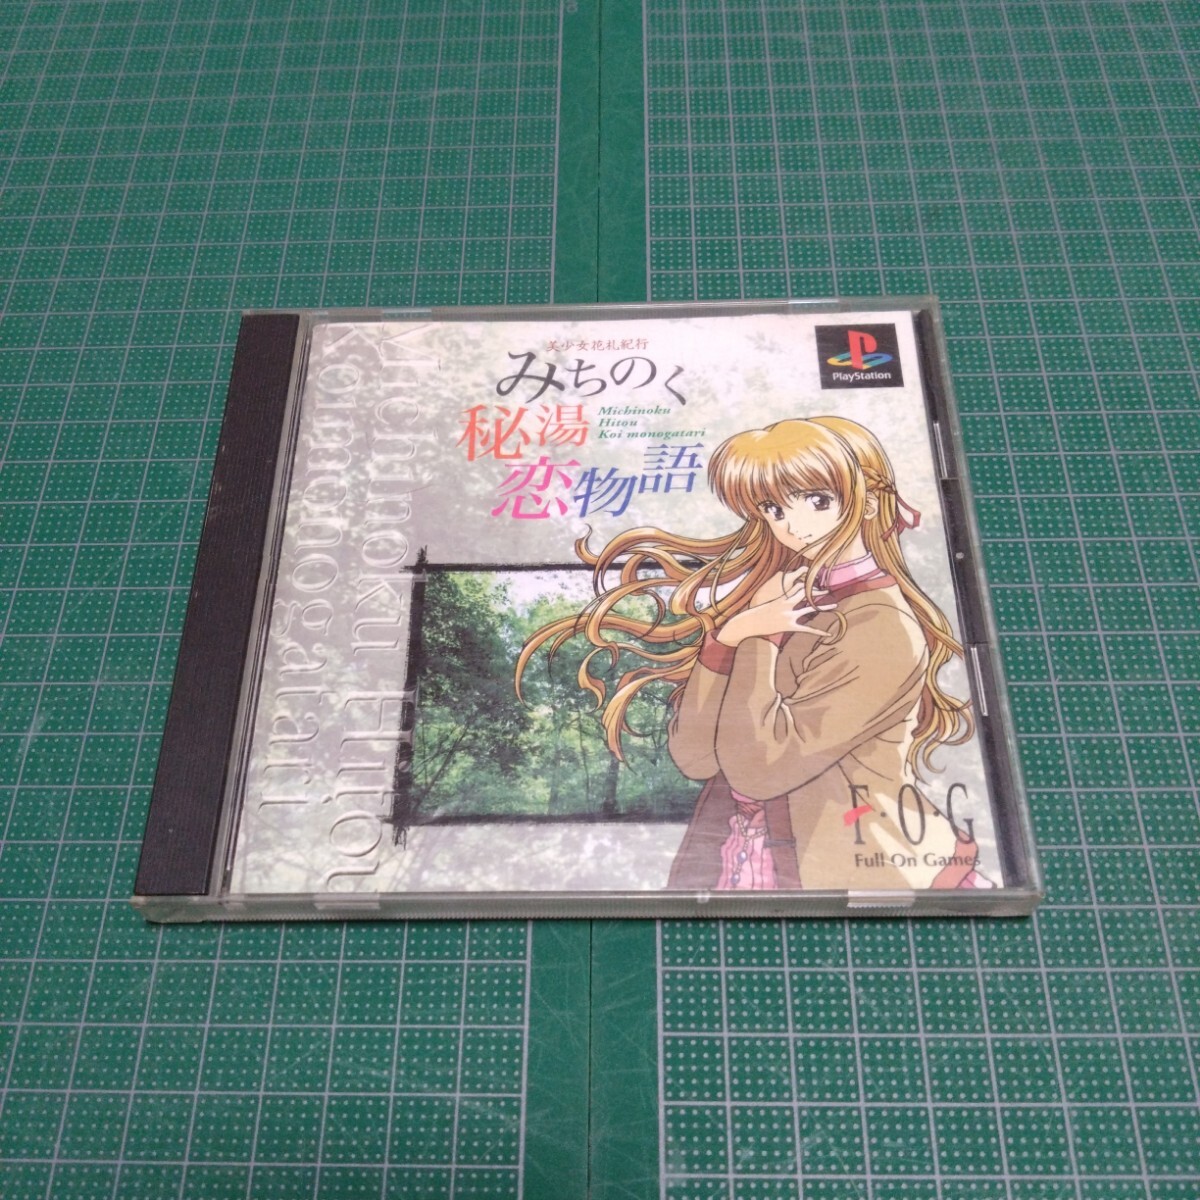 美少女花札紀行
みちのく
秘湯
恋物語
Michinoku
Hitou
Koi monogatari
PlayStation
Michinoku Hitou
Koi monogatari
F・O・G
Full On Games